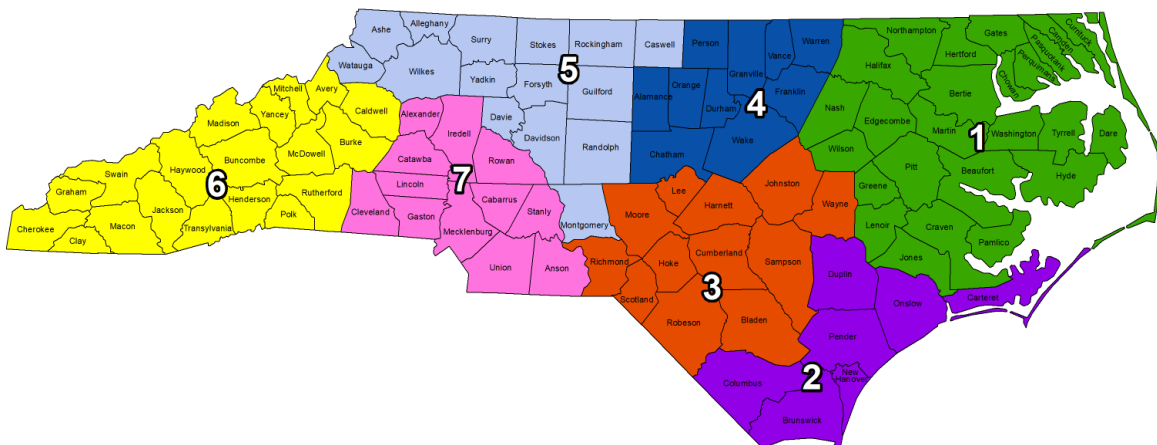 Alleghany
Ashe
Surry
Stokes
Rockingham
Caswell
Person
Vance
Warren
Northampton
Gates
Camden
Currituck
Pasquotank
Perquimans
Chowan
Hertford
Halifax
Granville
Watauga
Wilkes
Yadkin
Forsyth
Guilford
5
Alamance
Orange
Durham
Franklin
4
Nash
Edgecombe
Bertie
Martin
1
Washington
Tyrrell
Dare
Mitchell
Avery
Caldwell
Alexander
Iredell
Davie
Davidson
Randolph
Chatham
Wake
Wilson
Pitt
Beaufort
Hyde
Madison
Yancey
McDowell
Burke
Catawba
Rowan
Swain
Haywood
Buncombe
6
7
Lincoln
Lee
Harnett
Johnston
Wayne
Greene
Graham
Jackson
Henderson
Rutherford
Cleveland
Gaston
Cabarrus
Stanly
Montgomery
Moore
Lenoir
Craven
Pamlico
Cherokee
Clay
Macon
Transylvania
Polk
Mecklenburg
Union
Anson
Richmond
Hoke
Cumberland
Sampson
Duplin
Jones
Scotland
3
Onslow
Carteret
Robeson
Bladen
Pender
Columbus
2
New
Hanover
Brunswick